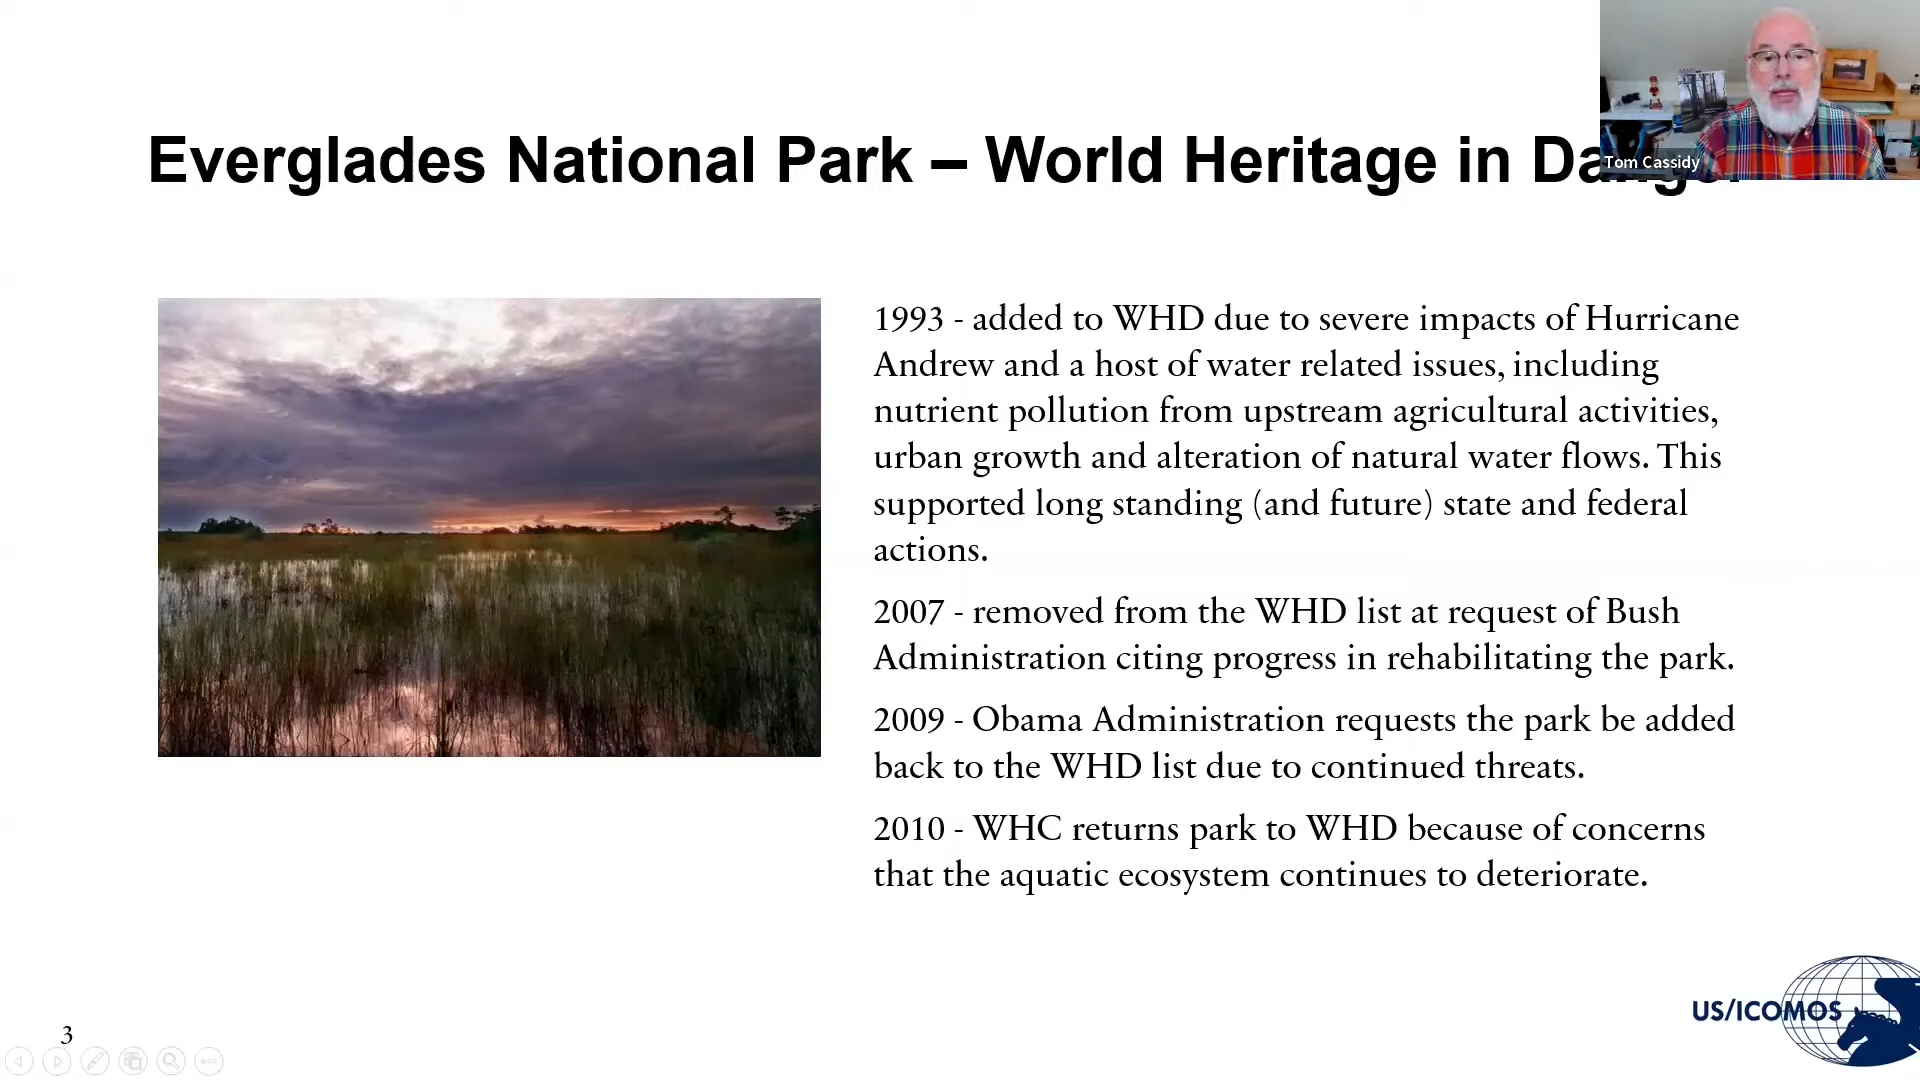 Everglades National Park – World Heritage in Danger
Tom Cassidy
1993 - added to WHD due to severe impacts of Hurricane
Andrew and a host of water related issues, including
nutrient pollution from upstream agricultural activities,
urban growth and alteration of natural water flows. This
supported long standing (and future) state and federal
actions.
2007 - removed from the WHD list at request of Bush
Administration citing progress in rehabilitating the park.
2009 - Obama Administration requests the park be added
back to the WHD list due to continued threats.
2010 - WHC returns park to WHD because of concerns
that the aquatic ecosystem continues to deteriorate.
US/ICOMOS
3